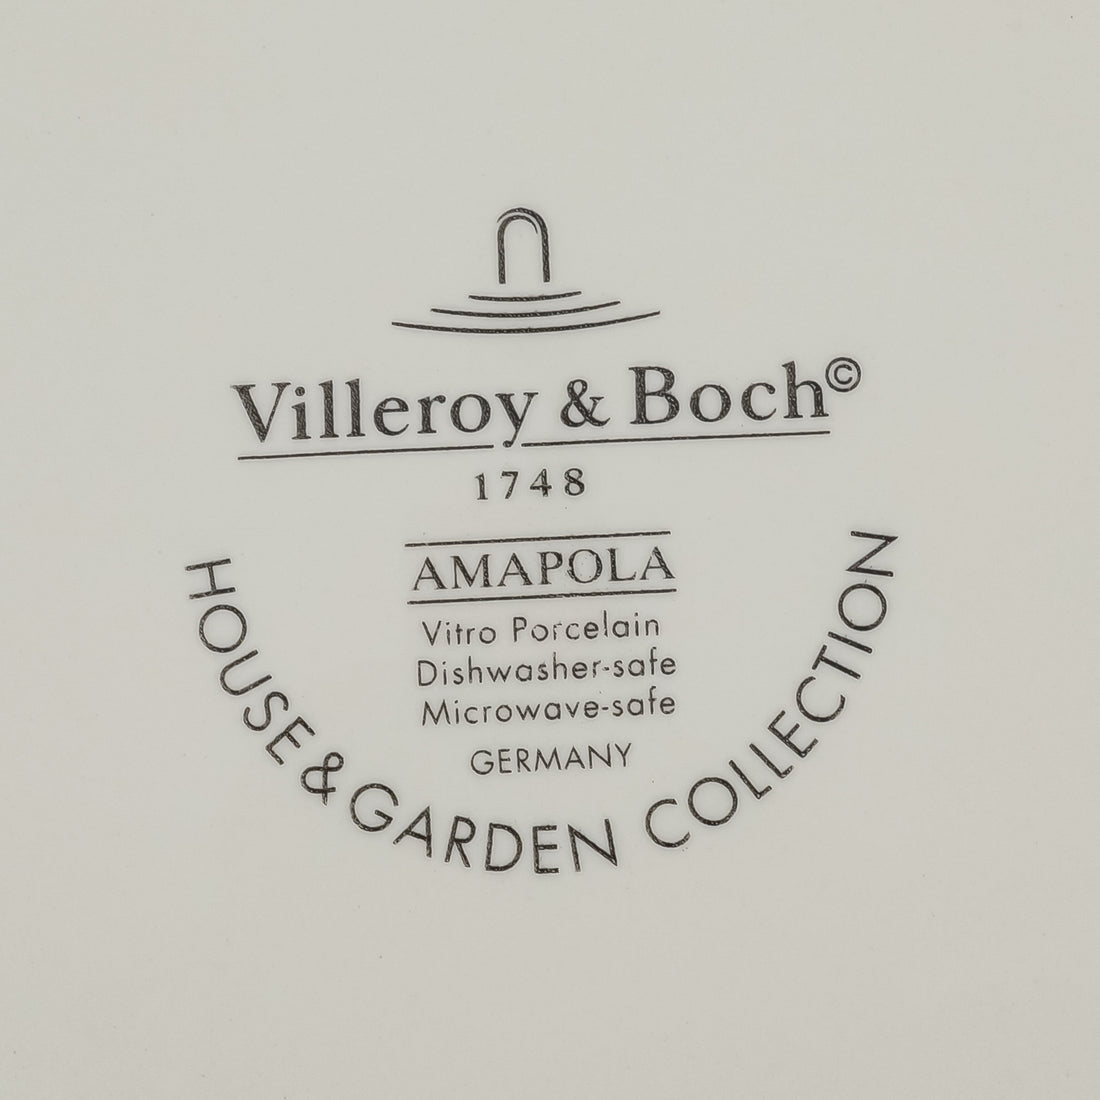 Villeroy & Boch©
1748
AMAPOLA
Vitro Porcelain
Dishwasher-safe
Microwave-safe
GERMANY
HOUSE & GARDEN COLLECTION